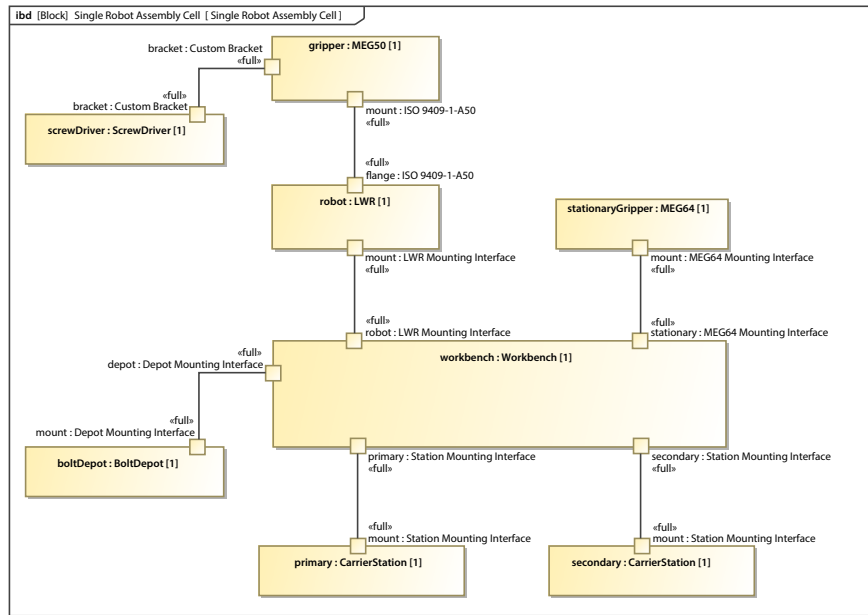 ibd [Block] Single Robot Assembly Cell [ Single Robot Assembly Cell ]
bracket : Custom Bracket
«full»
gripper : MEG50 [1]
«full»
bracket : Custom Bracket
screwDriver : ScrewDriver [1]
mount : ISO 9409-1-A50
«full»
«full»
flange : ISO 9409-1-A50
robot : LWR [1]
stationaryGripper : MEG64 [1]
mount : LWR Mounting Interface
«full»
mount : MEG64 Mounting Interface
«full»
«full»
robot : LWR Mounting Interface
«full»
stationary : MEG64 Mounting Interface
«full»
depot : Depot Mounting Interface
workbench : Workbench [1]
«full»
mount : Depot Mounting Interface
boltDepot : BoltDepot [1]
primary : Station Mounting Interface
«full»
secondary : Station Mounting Interface
«full»
«full»
mount : Station Mounting Interface
«full»
mount : Station Mounting Interface
primary : CarrierStation [1]
secondary : CarrierStation [1]